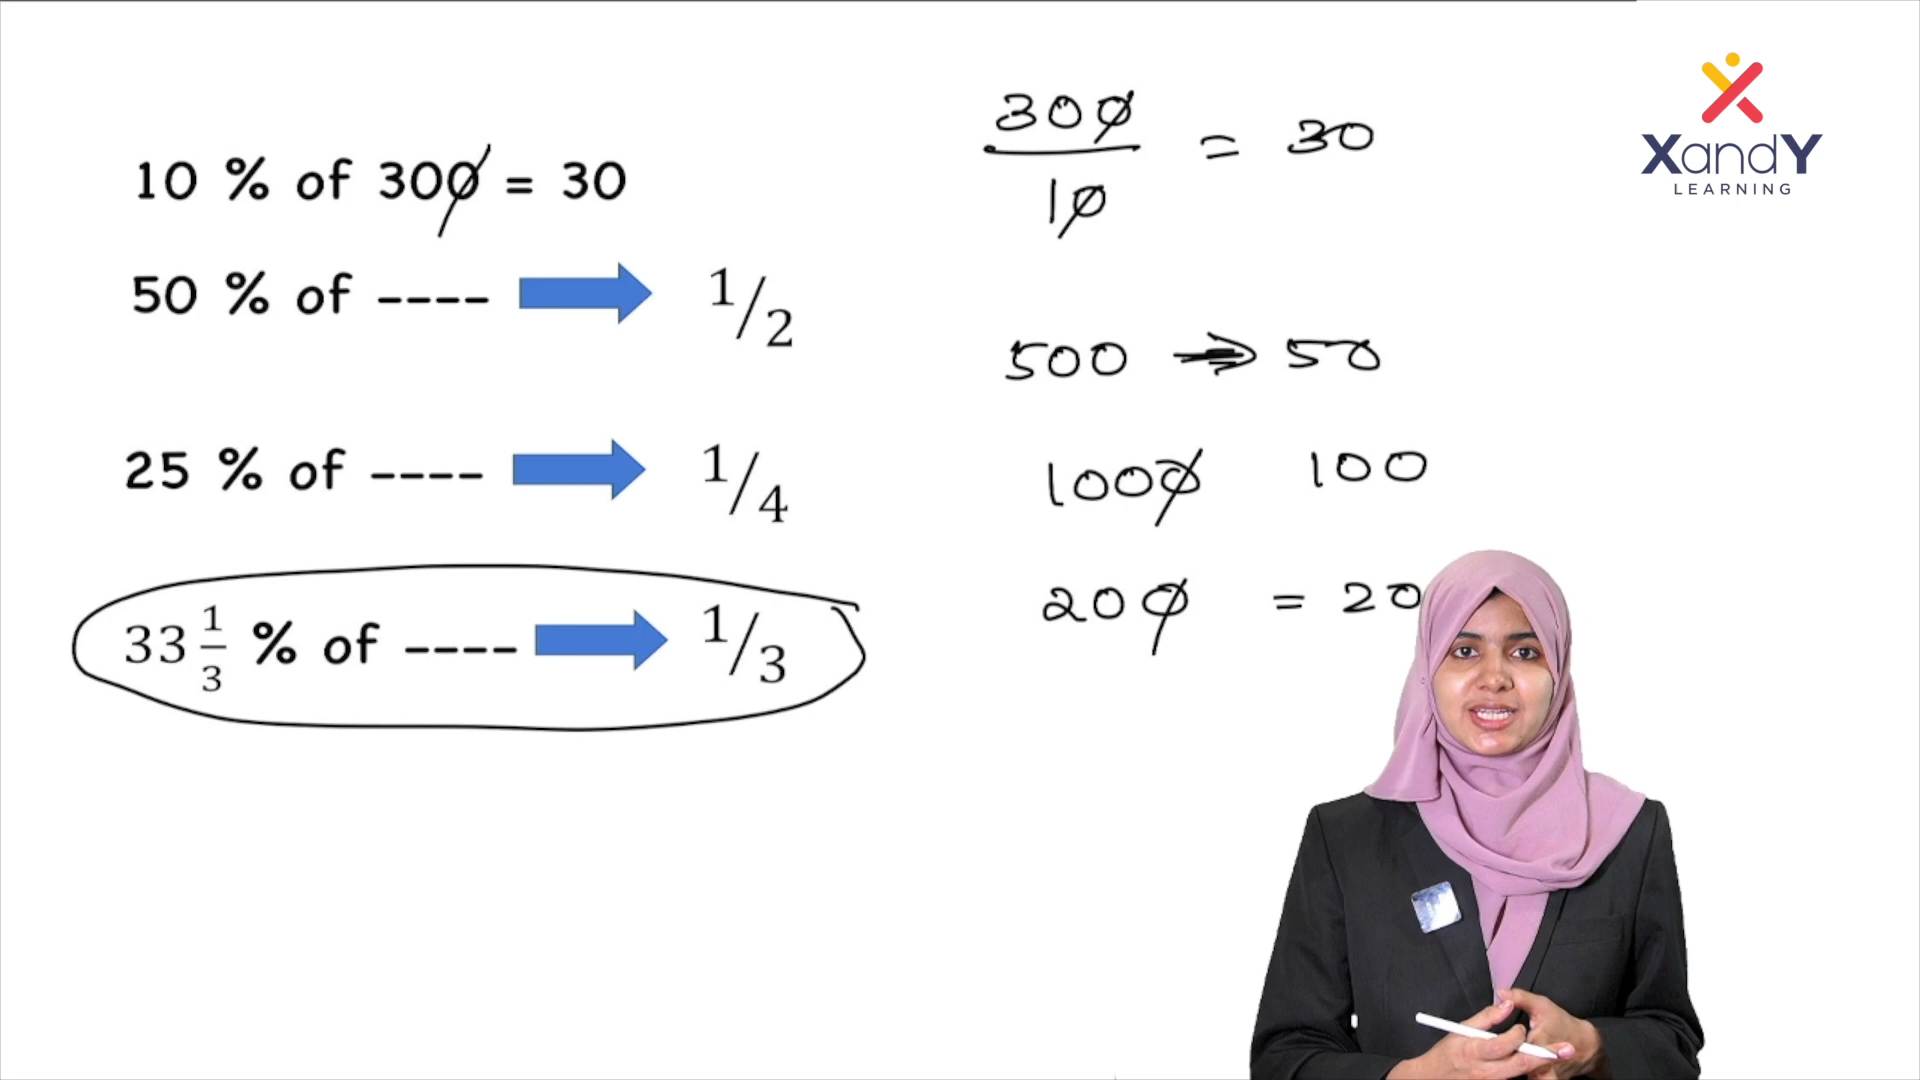 10 % of 300 = 30
50 % of ---- 1/2
25 % of ---- 1/4
33 1/3 % of ---- 1/3
300/10 = 30
500 → 50
1000 100
200 = 20
XandY
LEARNING